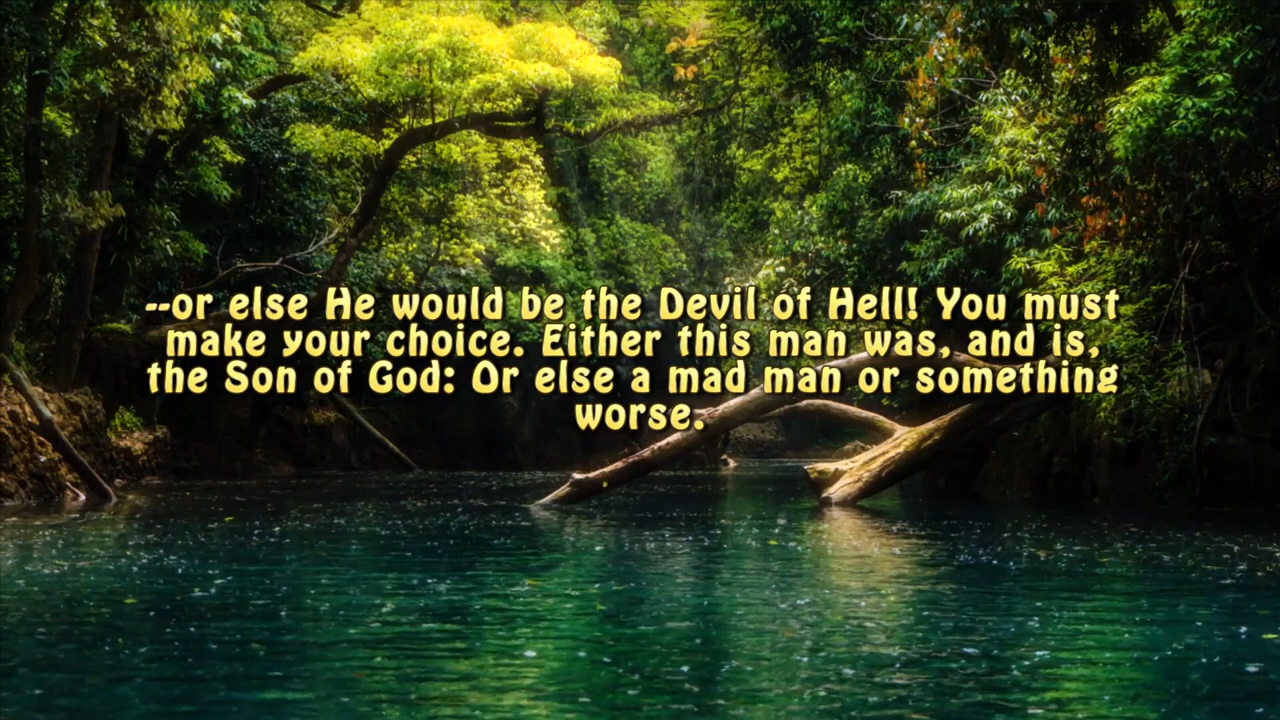 --or else He would be the Devil of Hell! You must
make your choice. Either this man was, and is,
the Son of God: Or else a mad man or something
worse.